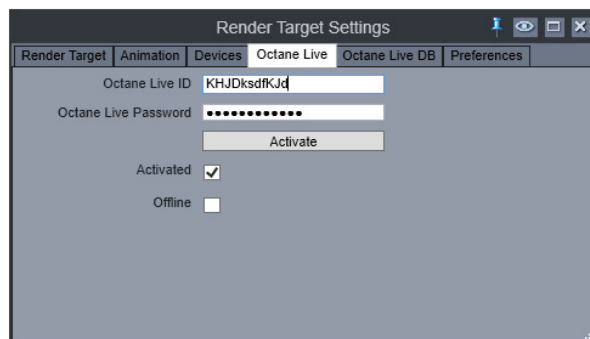 Render Target Settings
Render Target Animation Devices Octane Live Octane Live DB Preferences
Octane Live ID KHJDksdfKJd
Octane Live Password ●●●●●●●●●●●●
Activate
Activated
Offline